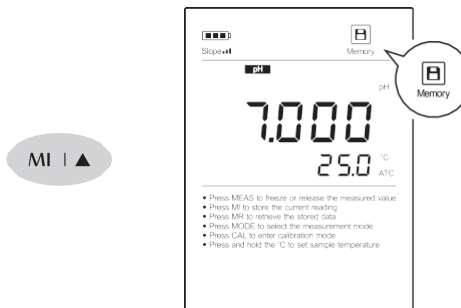 Slope
Memory
pH
pH
7.000
25.0 °C
ATC
Memory
MI | ▲
• Press MEAS to freeze or release the measured value
• Press MI to store the current reading
• Press MR to retrieve the stored data
• Press MODE to select the measurement mode
• Press CAL to enter calibration mode
• Press and hold the °C to set sample temperature